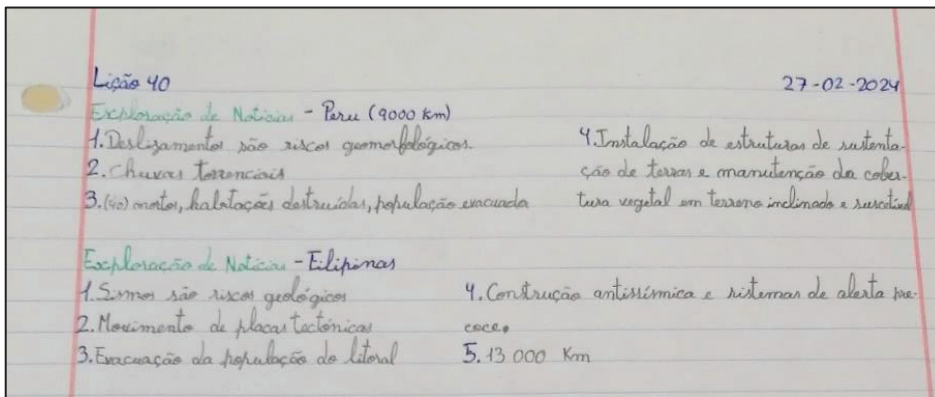 Lição 40
27-02-2024
Exploração de Notícias - Peru (9000 km)
1. Deslizamentos são riscos geomorfológicos.
2. Chuvas torrenciais
3. (40) mortos, habitações destruídas, população evacuada
4. Instalação de estruturas de sustenta-
ção de terras e manutenção da cober-
tura vegetal em terreno inclinado e suscetível
Exploração de Notícias - Filipinas
1. Sismos são riscos geológicos
2. Movimento de placas tectónicas
3. Evacuação da população do litoral
4. Construção antissísmica e sistemas de alerta pre-
coce.
5. 13 000 Km